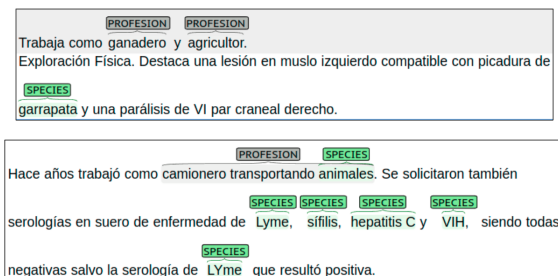 PROFESION PROFESION
Trabaja como ganadero y agricultor.
Exploración Física. Destaca una lesión en muslo izquierdo compatible con picadura de
SPECIES
garrapata y una parálisis de VI par craneal derecho.
PROFESION SPECIES
Hace años trabajó como camionero transportando animales. Se solicitaron también
SPECIES SPECIES SPECIES SPECIES
serologías en suero de enfermedad de Lyme, sífilis, hepatitis C y VIH, siendo todas
SPECIES
negativas salvo la serología de LYme que resultó positiva.